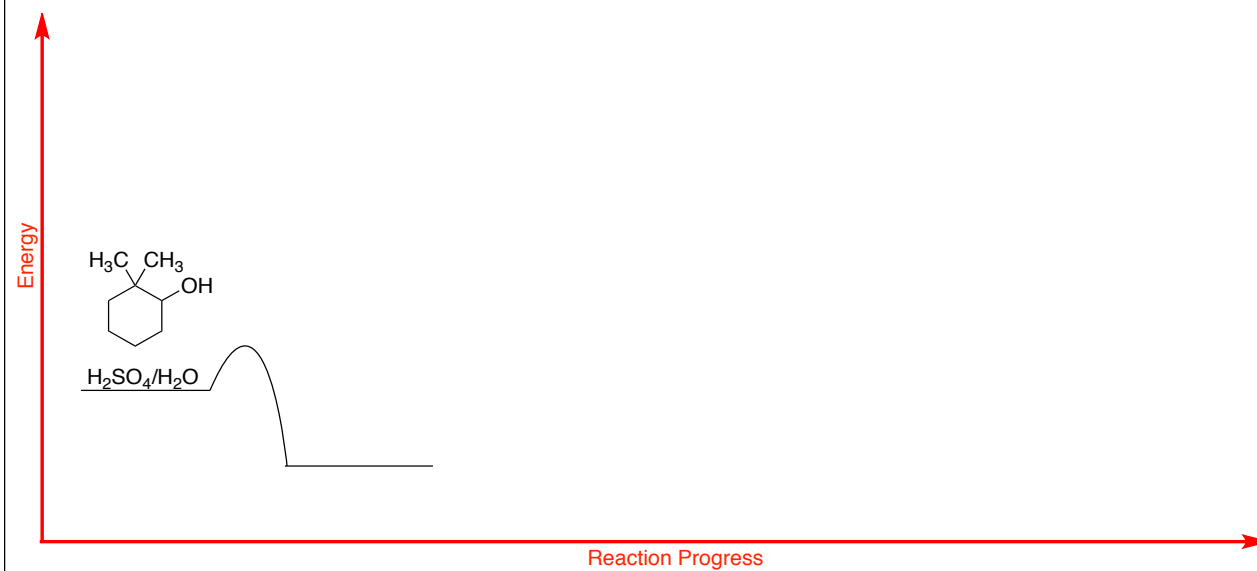 Energy
H₃C CH₃
OH
H₂SO₄/H₂O
Reaction Progress